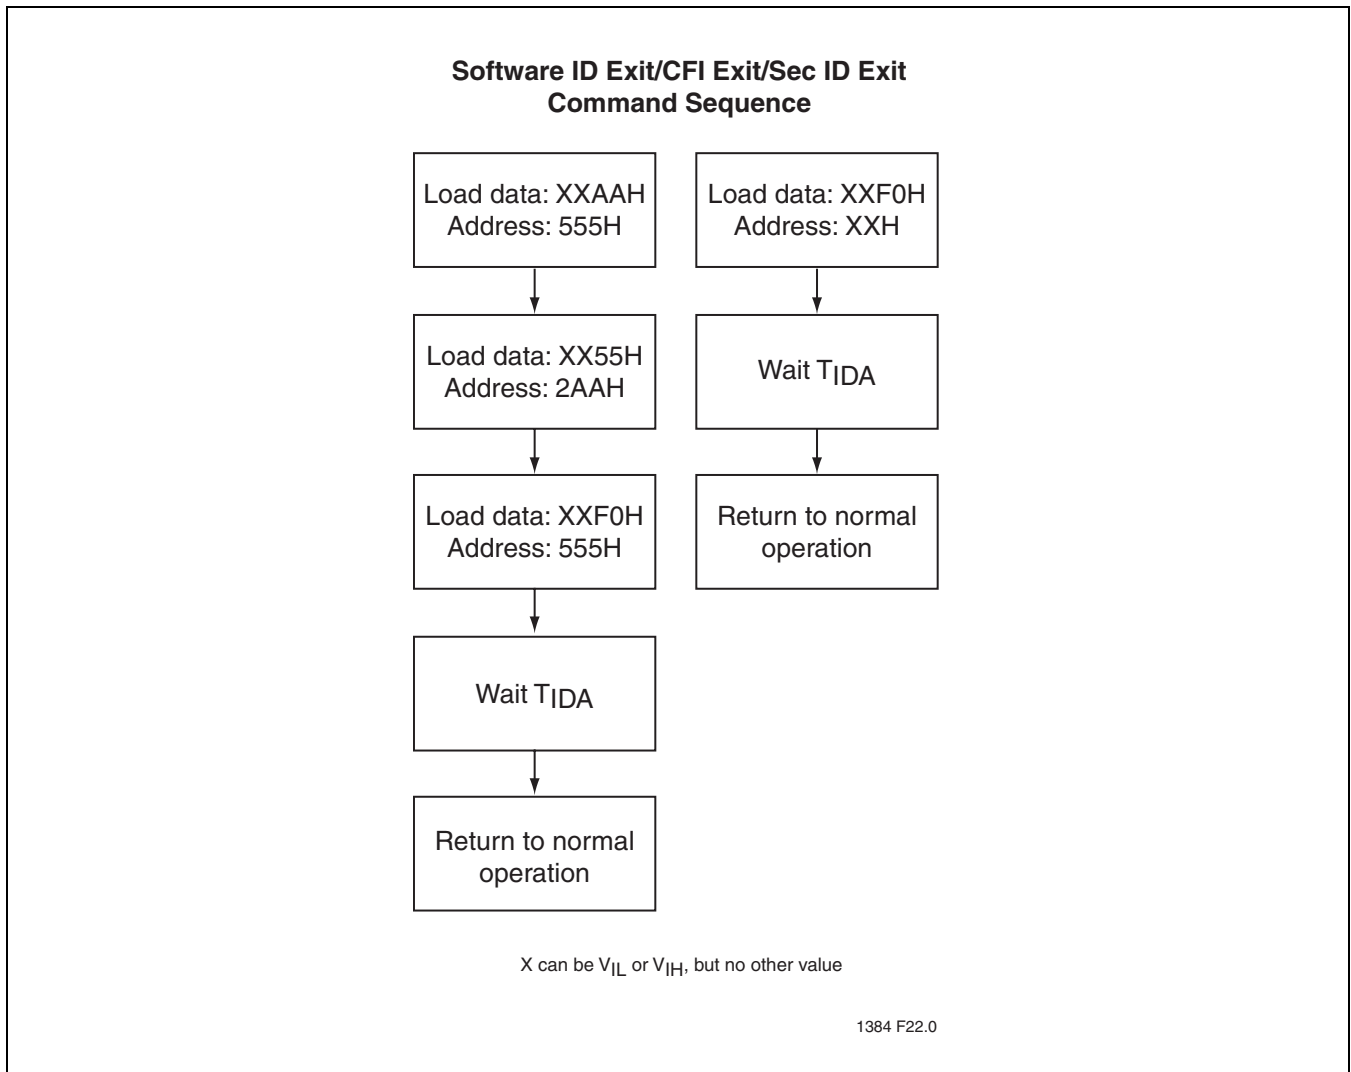 Software ID Exit/CFI Exit/Sec ID Exit
Command Sequence
Load data: XXAAH
Address: 555H
Load data: XX55H
Address: 2AAH
Load data: XXF0H
Address: 555H
Wait TIDA
Return to normal
operation
Load data: XXF0H
Address: XXH
Wait TIDA
Return to normal
operation
X can be VIL or VIH, but no other value
1384 F22.0